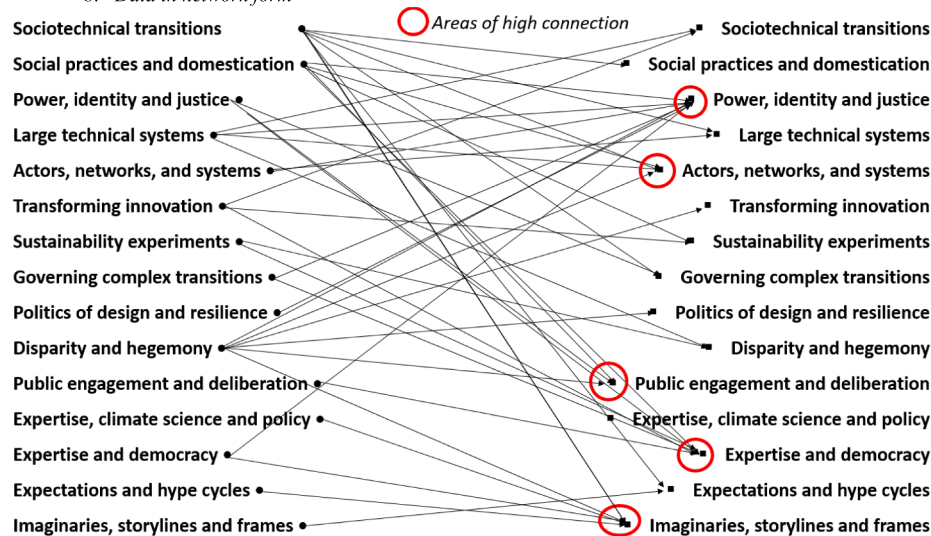 b. Data in network form
Areas of high connection
Sociotechnical transitions Sociotechnical transitions
Social practices and domestication Social practices and domestication
Power, identity and justice Power, identity and justice
Large technical systems Large technical systems
Actors, networks, and systems Actors, networks, and systems
Transforming innovation Transforming innovation
Sustainability experiments Sustainability experiments
Governing complex transitions Governing complex transitions
Politics of design and resilience Politics of design and resilience
Disparity and hegemony Disparity and hegemony
Public engagement and deliberation Public engagement and deliberation
Expertise, climate science and policy Expertise, climate science and policy
Expertise and democracy Expertise and democracy
Expectations and hype cycles Expectations and hype cycles
Imaginaries, storylines and frames Imaginaries, storylines and frames